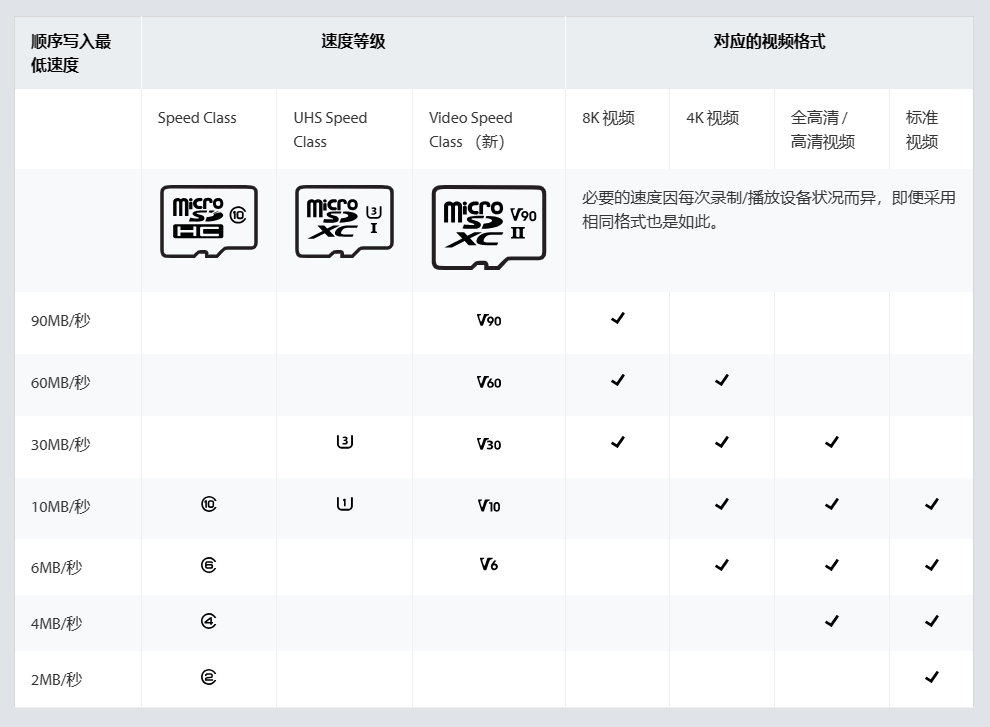 顺序写入最
低速度
速度等级
对应的视频格式
Speed Class
UHS Speed
Class
Video Speed
Class （新）
8K 视频
4K 视频
全高清 /
高清视频
标准
视频
micro
SD
HC
10
micro
SD
XC
3
I
micro
SD
XC
V90
II
必要的速度因每次录制/播放设备状况而异，即便采用
相同格式也是如此。
90MB/秒
V90
60MB/秒
V60
30MB/秒
3
V30
10MB/秒
10
1
V10
6MB/秒
6
V6
4MB/秒
4
2MB/秒
2